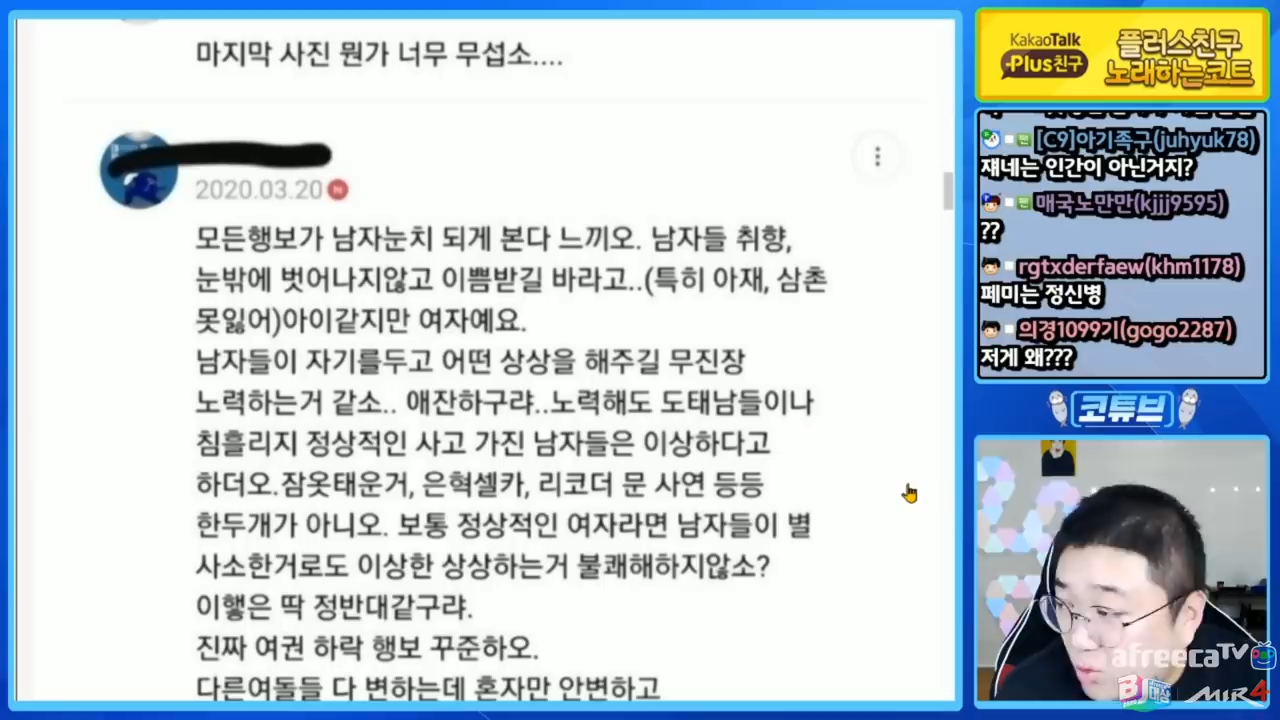 마지막 사진 뭔가 너무 무섭소....
2020.03.20 N
모든행보가 남자눈치 되게 본다 느끼오. 남자들 취향,
눈밖에 벗어나지않고 이쁨받길 바라고..(특히 아재, 삼촌
못잃어)아이같지만 여자예요.
남자들이 자기를두고 어떤 상상을 해주길 무진장
노력하는거 같소.. 애잔하구랴..노력해도 도태남들이나
침흘리지 정상적인 사고 가진 남자들은 이상하다고
하더오.잠옷태운거, 은혁셀카, 리코더 문 사연 등등
한두개가 아니오. 보통 정상적인 여자라면 남자들이 별
사소한거로도 이상한 상상하는거 불쾌해하지않소?
이햏은 딱 정반대같구랴.
진짜 여권 하락 행보 꾸준하오.
다른여돌들 다 변하는데 혼자만 안변하고
KakaoTalk
Plus친구
플러스친구
노래하는코트
[C9]아기족구(juhyuk78)
쟤네는 인간이 아닌거지?
매국노만만(kjjj9595)
??
rgtxderfaew(khm1178)
페미는 정신병
의경1099기(gogo2287)
저게 왜???
코튜브
afreecaTV
BJ대상
MIR4